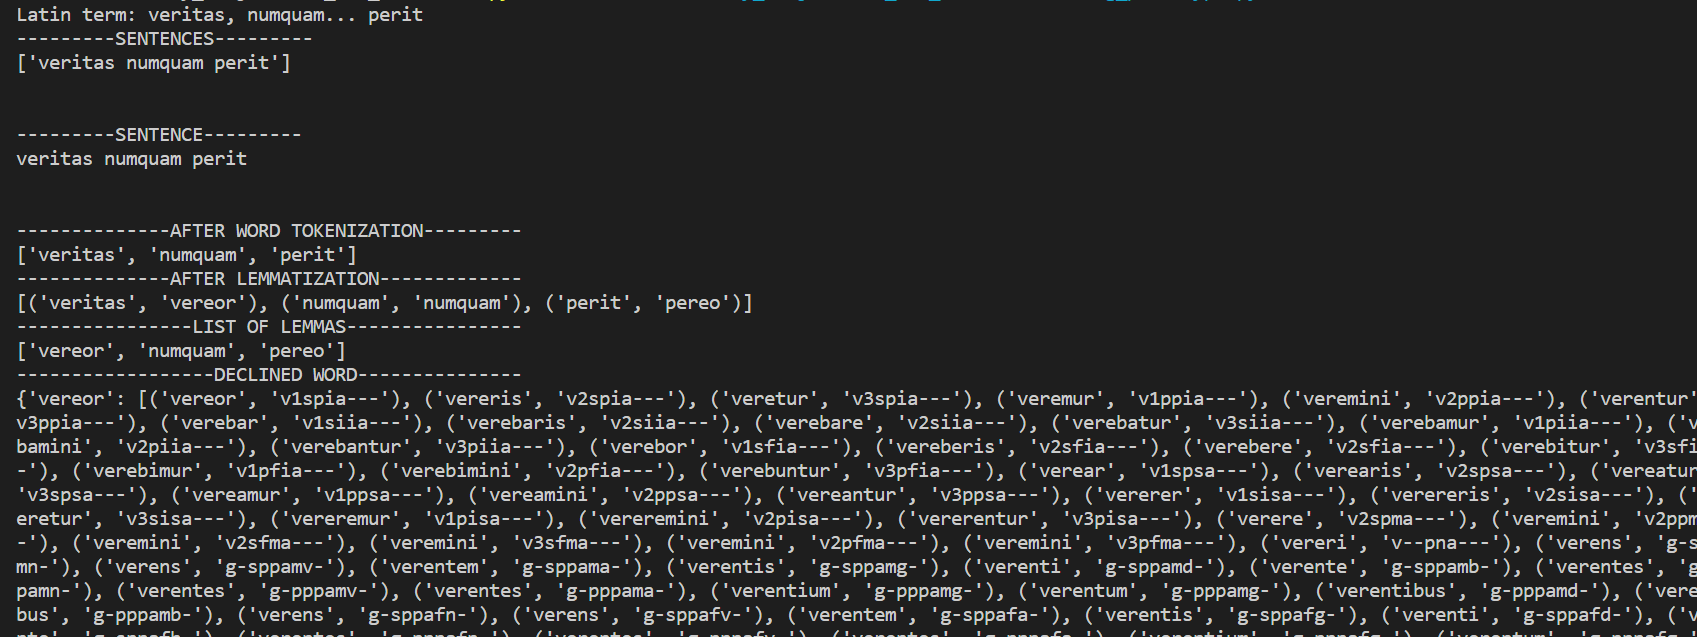 Latin term: veritas, numquam... perit
---------SENTENCES---------
['veritas numquam perit']
---------SENTENCE---------
veritas numquam perit
--------------AFTER WORD TOKENIZATION---------
['veritas', 'numquam', 'perit']
--------------AFTER LEMMATIZATION-------------
[('veritas', 'vereor'), ('numquam', 'numquam'), ('perit', 'pereo')]
----------------LIST OF LEMMAS----------------
['vereor', 'numquam', 'pereo']
------------------DECLINED WORD---------------
{'vereor': [('vereor', 'v1spia---'), ('vereris', 'v2spia---'), ('veretur', 'v3spia---'), ('veremur', 'v1ppia---'), ('veremini', 'v2ppia---'), ('verentur'
v3ppia---'), ('verebar', 'v1siia---'), ('verebaris', 'v2siia---'), ('verebare', 'v2siia---'), ('verebatur', 'v3siia---'), ('verebamur', 'v1piia---'), ('v
bamini', 'v2piia---'), ('verebantur', 'v3piia---'), ('verebor', 'v1sfia---'), ('vereberis', 'v2sfia---'), ('verebere', 'v2sfia---'), ('verebitur', 'v3sfi
-'), ('verebimur', 'v1pfia---'), ('verebimini', 'v2pfia---'), ('verebuntur', 'v3pfia---'), ('verear', 'v1spsa---'), ('verearis', 'v2spsa---'), ('vereatur
'v3spsa---'), ('vereamur', 'v1ppsa---'), ('vereamini', 'v2ppsa---'), ('vereantur', 'v3ppsa---'), ('vererer', 'v1sisa---'), ('verereris', 'v2sisa---'), ('
eretur', 'v3sisa---'), ('vereremur', 'v1pisa---'), ('vereremini', 'v2pisa---'), ('vererentur', 'v3pisa---'), ('verere', 'v2spma---'), ('veremini', 'v2ppm
-'), ('veremini', 'v2sfma---'), ('veremini', 'v3sfma---'), ('veremini', 'v2pfma---'), ('veremini', 'v3pfma---'), ('vereri', 'v--pna---'), ('verens', 'g-s
mn-'), ('verens', 'g-sppamv-'), ('verentem', 'g-sppama-'), ('verentis', 'g-sppamg-'), ('verenti', 'g-sppamd-'), ('verente', 'g-sppamb-'), ('verentes', 'g
pamn-'), ('verentes', 'g-pppamv-'), ('verentes', 'g-pppama-'), ('verentium', 'g-pppamg-'), ('verentum', 'g-pppamg-'), ('verentibus', 'g-pppamd-'), ('vere
bus', 'g-pppamb-'), ('verens', 'g-sppafn-'), ('verens', 'g-sppafv-'), ('verentem', 'g-sppafa-'), ('verentis', 'g-sppafg-'), ('verenti', 'g-sppafd-'), ('v